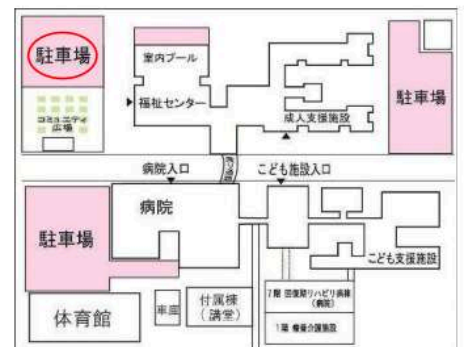 駐車場
コミュニティ
広場
室内プール
福祉センター
成人支援施設
駐車場
病院入口
こども施設入口
病院
駐車場
こども支援施設
体育館
車庫
付属棟
(講堂)
2階 回復期リハビリ病棟
(病院)
1階 療養介護施設